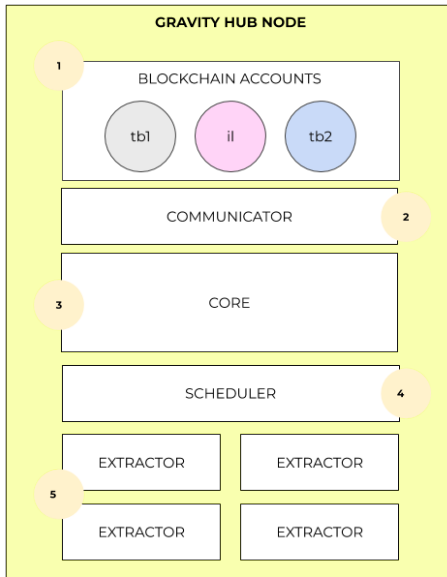 GRAVITY HUB NODE
1
BLOCKCHAIN ACCOUNTS
tb1 il tb2
COMMUNICATOR
2
3
CORE
SCHEDULER
4
EXTRACTOR EXTRACTOR
5
EXTRACTOR EXTRACTOR